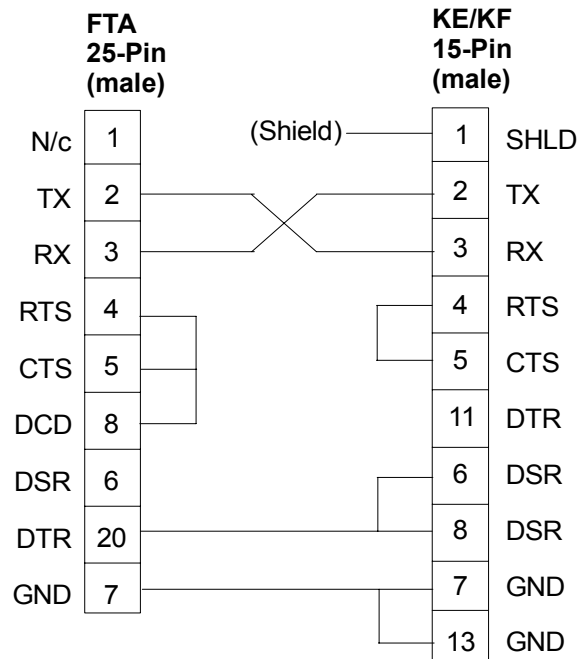 FTA
25-Pin
(male)
KE/KF
15-Pin
(male)
N/c 1 (Shield) 1 SHLD
TX 2 2 TX
RX 3 3 RX
RTS 4 4 RTS
CTS 5 5 CTS
DCD 8 11 DTR
DSR 6 6 DSR
DTR 20 8 DSR
GND 7 7 GND
13 GND